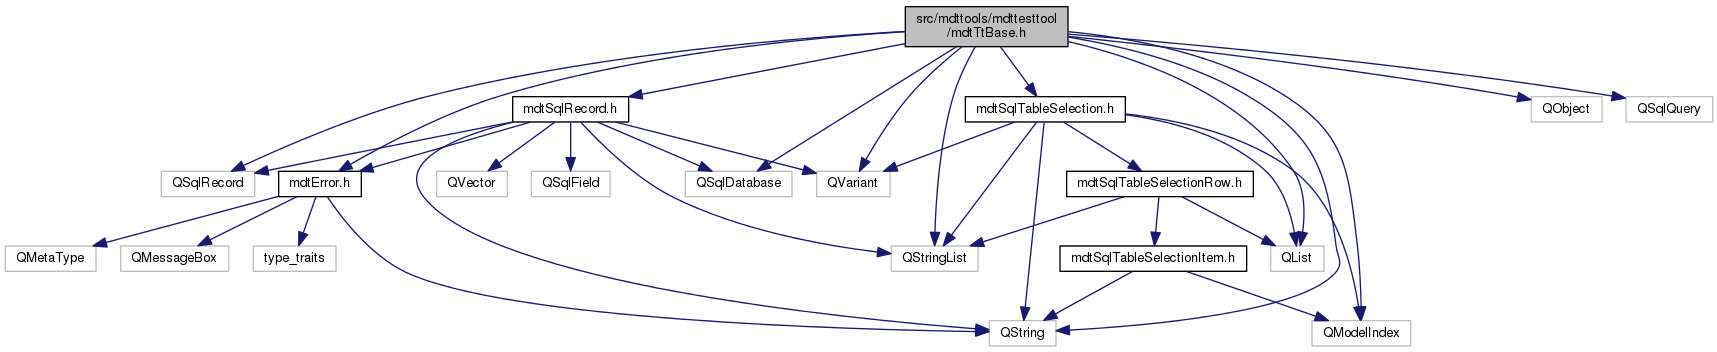 src/mdttools/mdttesttool
/mdtTtBase.h
mdtSqlRecord.h
mdtSqlTableSelection.h
QObject
QSqlQuery
QSqlRecord
mdtError.h
QVector
QSqlField
QSqlDatabase
QVariant
mdtSqlTableSelectionRow.h
QMetaType
QMessageBox
type_traits
QStringList
mdtSqlTableSelectionItem.h
QList
QString
QModelIndex